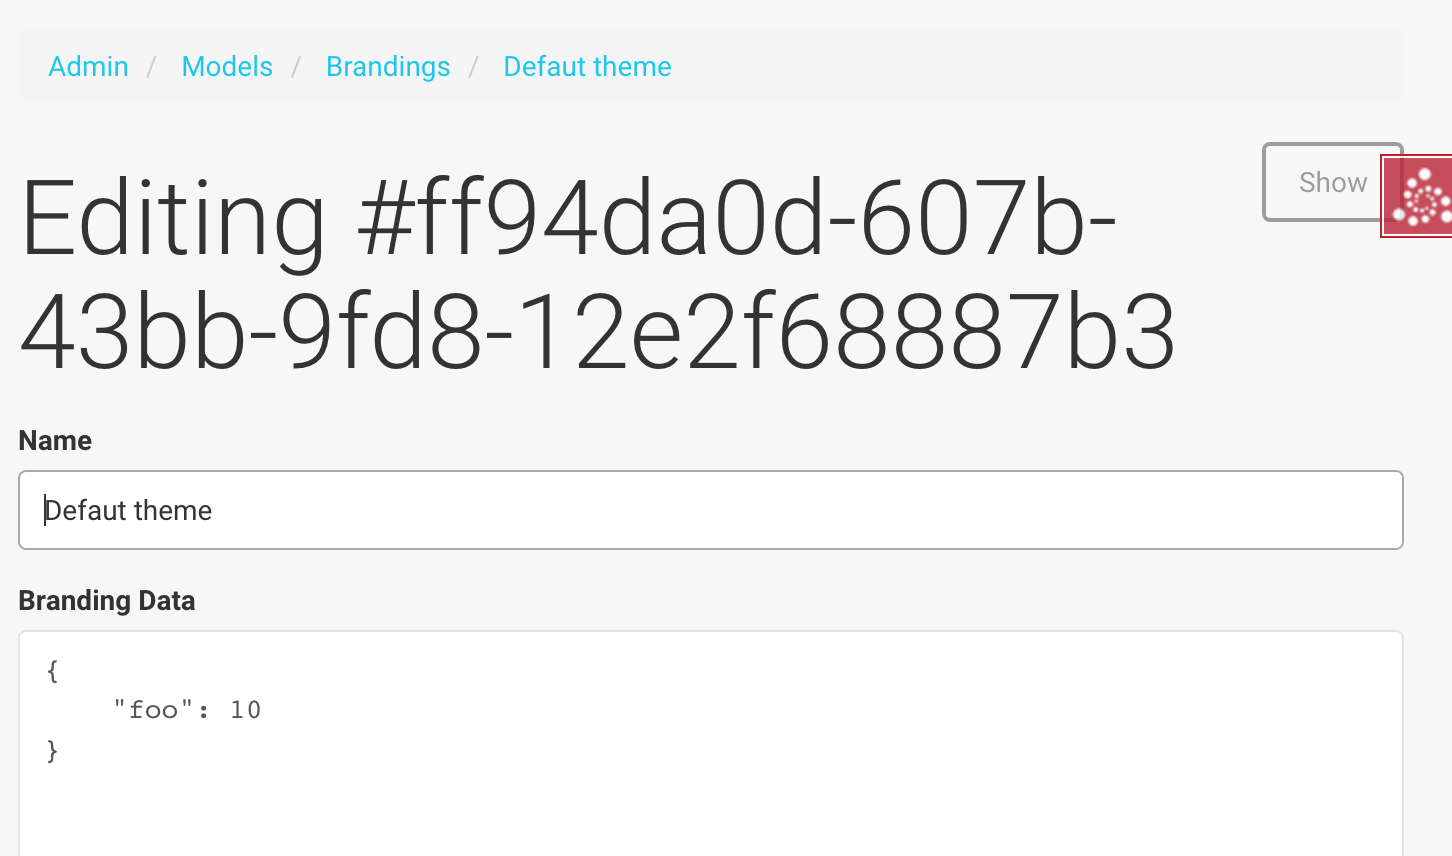 Admin / Models / Brandings / Defaut theme
Show
Editing #ff94da0d-607b-
43bb-9fd8-12e2f68887b3
Name
Defaut theme
Branding Data
{
    "foo": 10
}